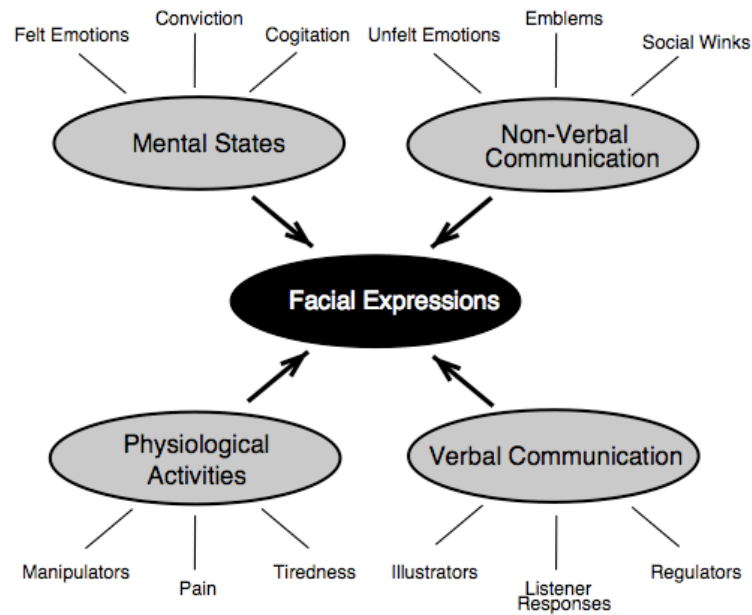 Felt Emotions
Conviction
Cogitation
Unfelt Emotions
Emblems
Social Winks
Mental States
Non-Verbal
Communication
Facial Expressions
Physiological
Activities
Verbal Communication
Manipulators
Pain
Tiredness
Illustrators
Listener
Responses
Regulators